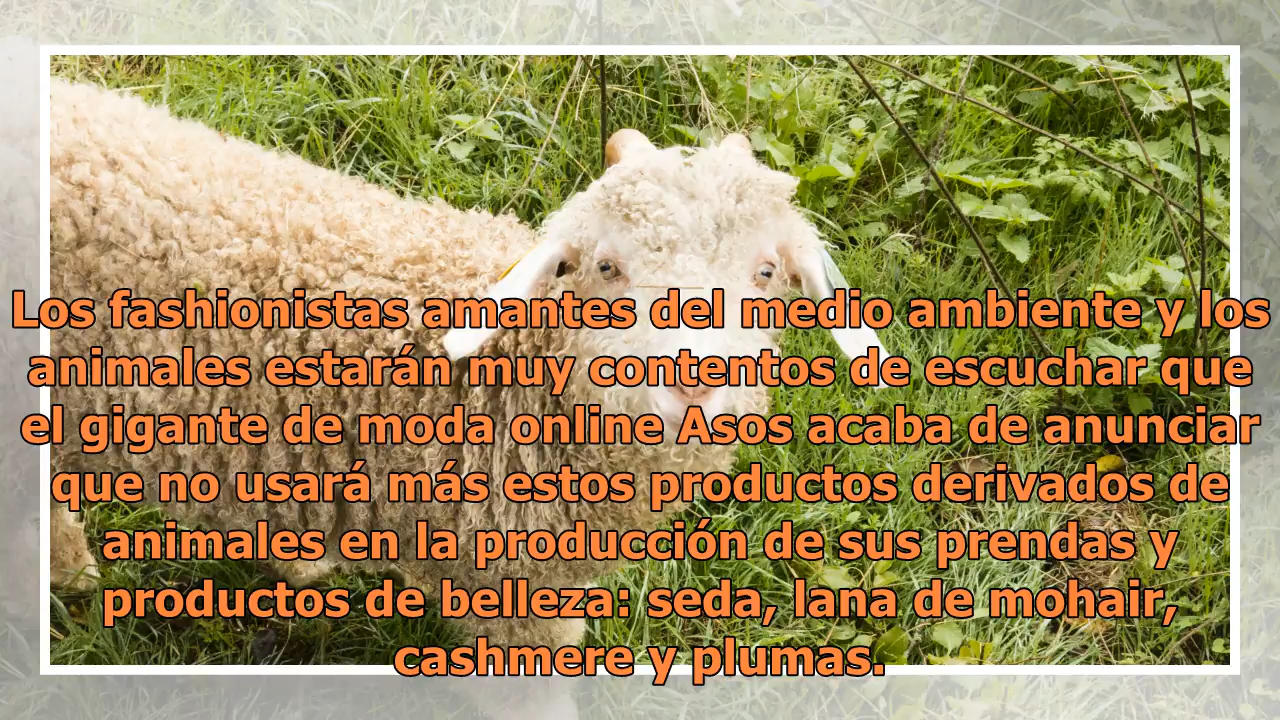 Los fashionistas amantes del medio ambiente y los
animales estarán muy contentos de escuchar que
el gigante de moda online Asos acaba de anunciar
que no usará más estos productos derivados de
animales en la producción de sus prendas y
productos de belleza: seda, lana de mohair,
cashmere y plumas.